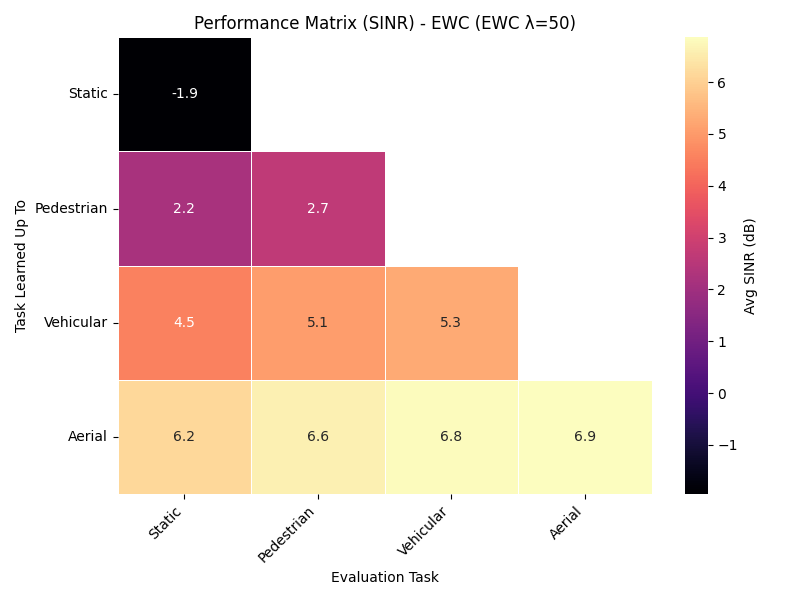 Performance Matrix (SINR) - EWC (EWC λ=50)
Task Learned Up To
Static
-1.9
Pedestrian
2.2
2.7
Vehicular
4.5
5.1
5.3
Aerial
6.2
6.6
6.8
6.9
Static
Pedestrian
Vehicular
Aerial
Evaluation Task
6
5
4
3
2
1
0
−1
Avg SINR (dB)